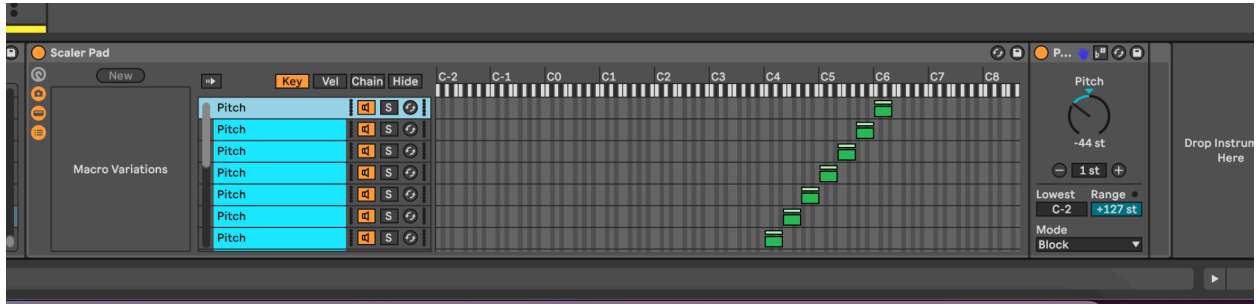 Scaler Pad
New
Macro Variations
Key Vel Chain Hide
C-2 C-1 C0 C1 C2 C3 C4 C5 C6 C7 C8
Pitch S
Pitch S
Pitch S
Pitch S
Pitch S
Pitch S
Pitch S
P...
Pitch
-44 st
1 st
Lowest Range
C-2 +127 st
Mode
Block
Drop Instrum
Here